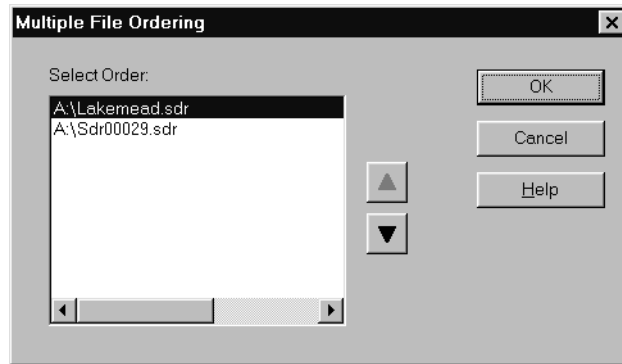 Multiple File Ordering
Select Order:
A:\Lakemead.sdr
A:\Sdr00029.sdr
OK
Cancel
Help